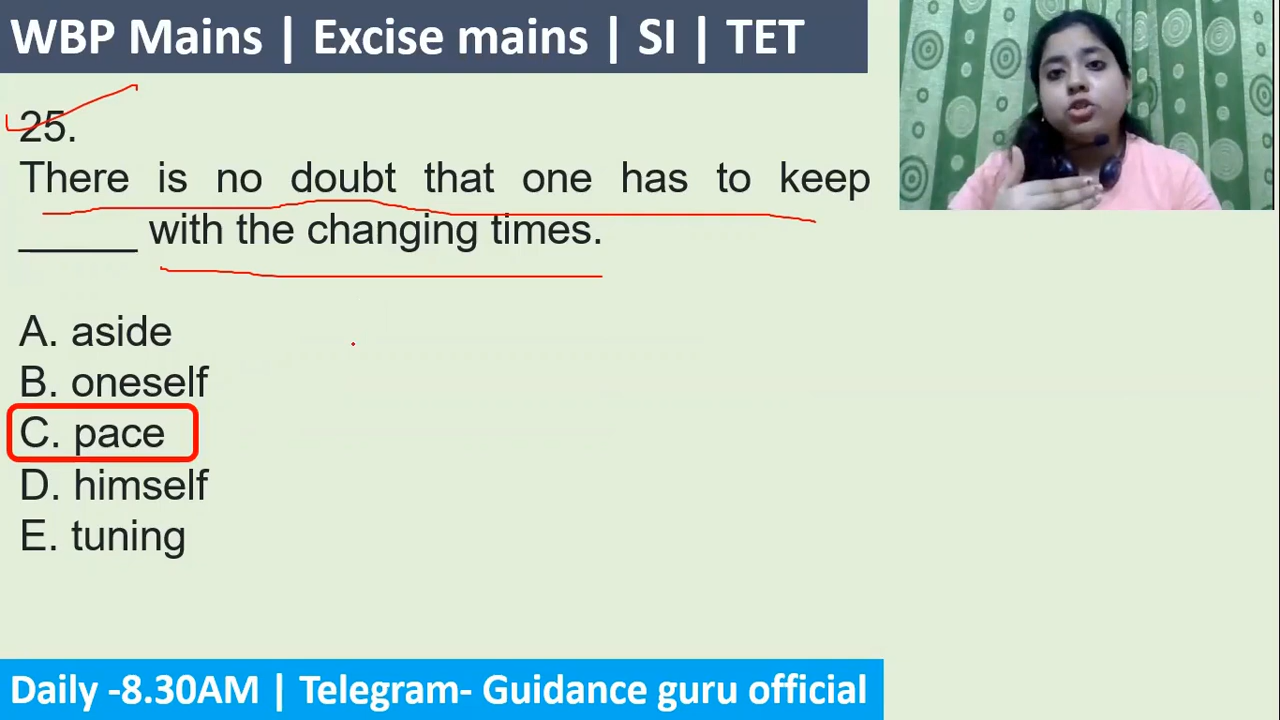 WBP Mains | Excise mains | SI | TET
25.
There is no doubt that one has to keep
_____ with the changing times.
A. aside
B. oneself
C. pace
D. himself
E. tuning
Daily -8.30AM | Telegram- Guidance guru official